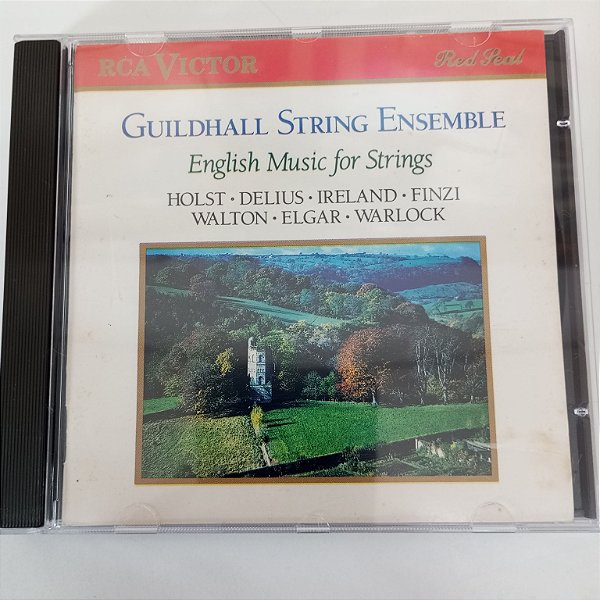 RCA VICTOR Red Seal
GUILDHALL STRING ENSEMBLE
English Music for Strings
HOLST · DELIUS · IRELAND · FINZI
WALTON · ELGAR · WARLOCK